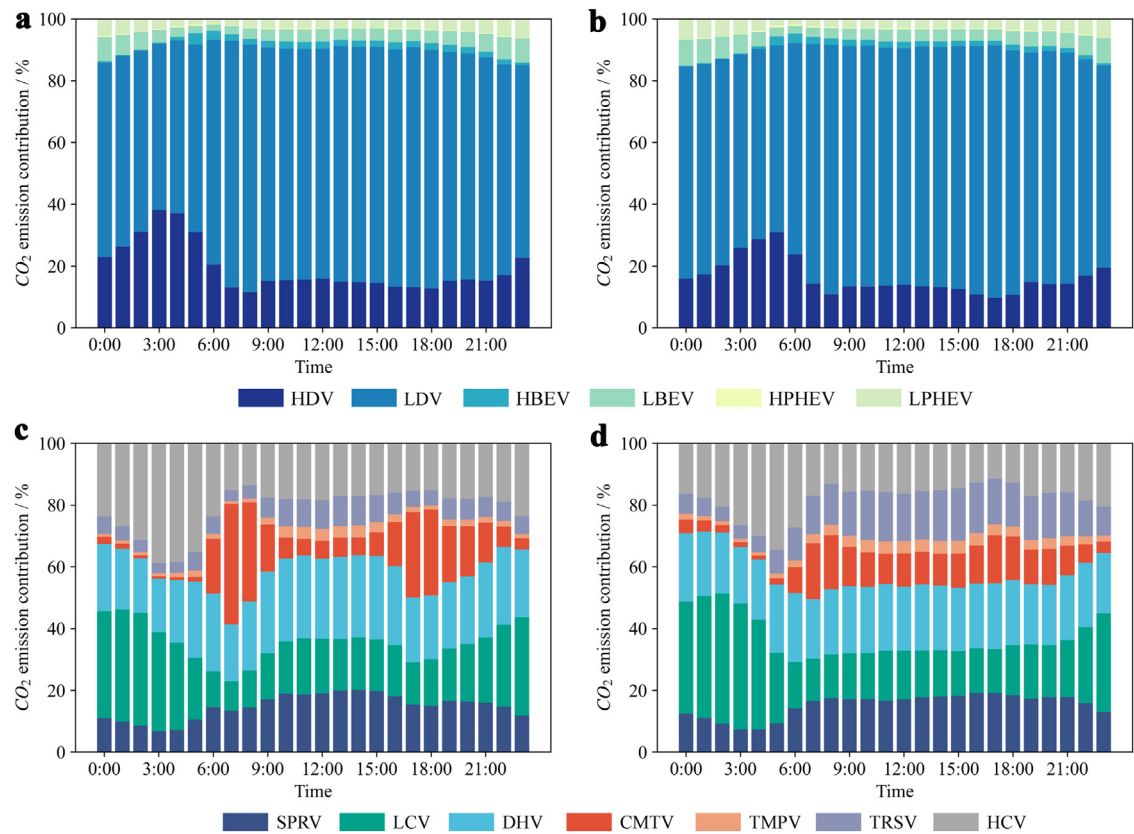 a
CO2 emission contribution / %
100
80
60
40
20
0
0:00 3:00 6:00 9:00 12:00 15:00 18:00 21:00
Time
b
CO2 emission contribution / %
100
80
60
40
20
0
0:00 3:00 6:00 9:00 12:00 15:00 18:00 21:00
Time
HDV LDV HBEV LBEV HPHEV LPHEV
c
CO2 emission contribution / %
100
80
60
40
20
0
0:00 3:00 6:00 9:00 12:00 15:00 18:00 21:00
Time
d
CO2 emission contribution / %
100
80
60
40
20
0
0:00 3:00 6:00 9:00 12:00 15:00 18:00 21:00
Time
SPRV LCV DHV CMTV TMPV TRSV HCV